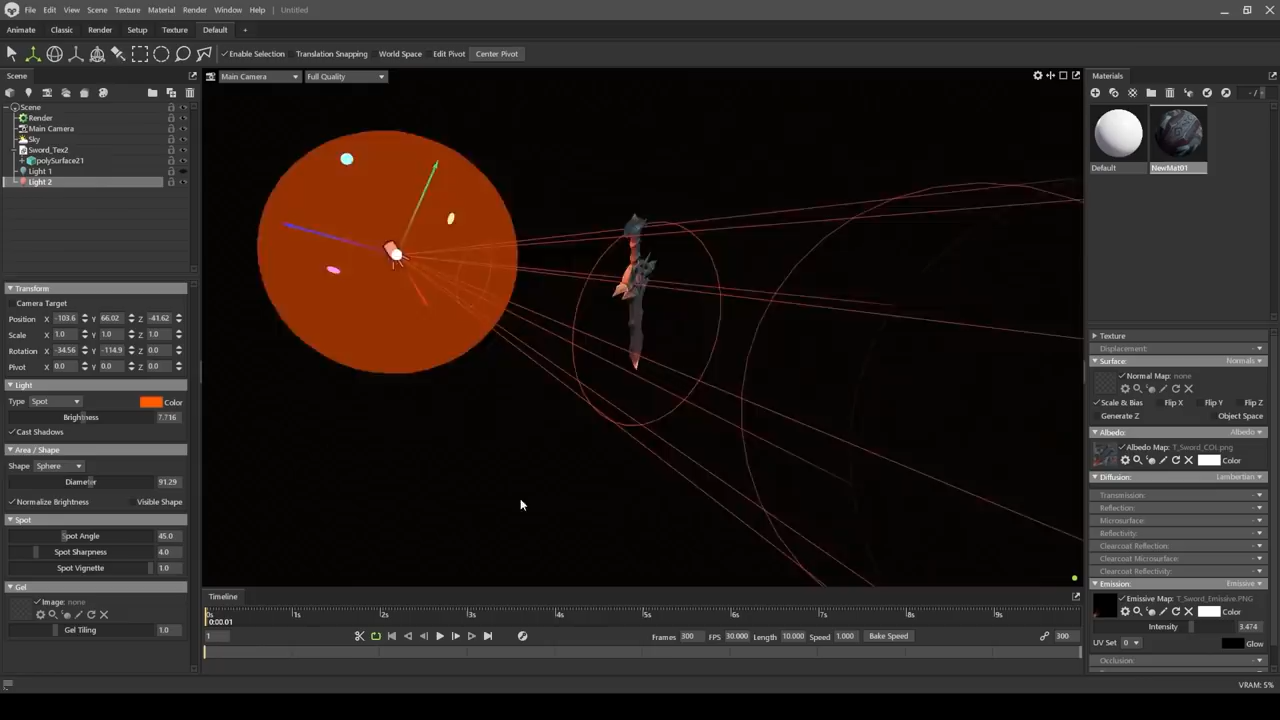 File Edit View Scene Texture Material Render Window Help Untitled
Animate Classic Render Setup Texture Default +
Enable Selection Translation Snapping World Space Edit Pivot Center Pivot
Scene
Main Camera Full Quality
Scene
Render
Main Camera
Sky
Sword_Tex2
polySurface21
Light 1
Light 2
Transform
Camera Target
Position X -103.6 Y 66.02 Z -41.62
Scale X 1.0 Y 1.0 Z 1.0
Rotation X -34.56 Y -114.9 Z 0.0
Pivot X 0.0 Y 0.0 Z 0.0
Light
Type Spot Color
Brightness 7.716
Cast Shadows
Area / Shape
Shape Sphere
Diameter 91.29
Normalize Brightness Visible Shape
Spot
Spot Angle 45.0
Spot Sharpness 4.0
Spot Vignette 1.0
Gel
Image: none
Gel Tiling 1.0
Timeline
0s 1s 2s 3s 4s 5s 6s 7s 8s 9s
0:00.01
1 Frames 300 FPS 30.000 Length 10.000 Speed 1.000 Bake Speed 300
Materials
Default NewMat01
Texture
Displacement:
Surface: Normals
Normal Map: none
Scale & Bias Flip X Flip Y Flip Z
Generate Z Object Space
Albedo: Albedo
Albedo Map: T_Sword_COL.png
Color
Diffusion: Lambertian
Transmission:
Reflection:
Microsurface:
Reflectivity:
Clearcoat Reflection:
Clearcoat Microsurface:
Clearcoat Reflectivity:
Emission: Emissive
Emissive Map: T_Sword_Emissive.PNG
Color
Intensity 3.474
UV Set 0 Glow
Occlusion:
VRAM: 5%